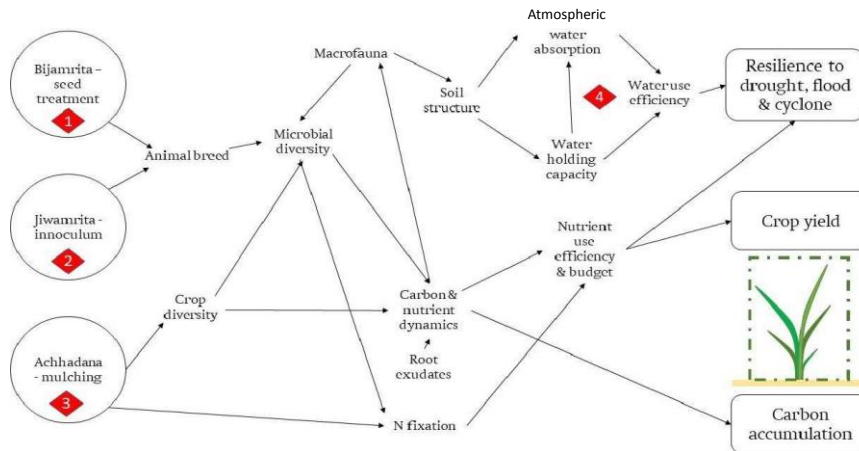 Bijamrita –
seed
treatment
1
Jiwamrita -
innoculum
2
Achhadana
- mulching
3
Animal breed
Crop
diversity
Macrofauna
Microbial
diversity
Carbon &
nutrient
dynamics
Root
exudates
N fixation
Soil
structure
Atmospheric
water
absorption
4
Water use
efficiency
Water
holding
capacity
Nutrient
use
efficiency
& budget
Resilience to
drought, flood
& cyclone
Crop yield
Carbon
accumulation